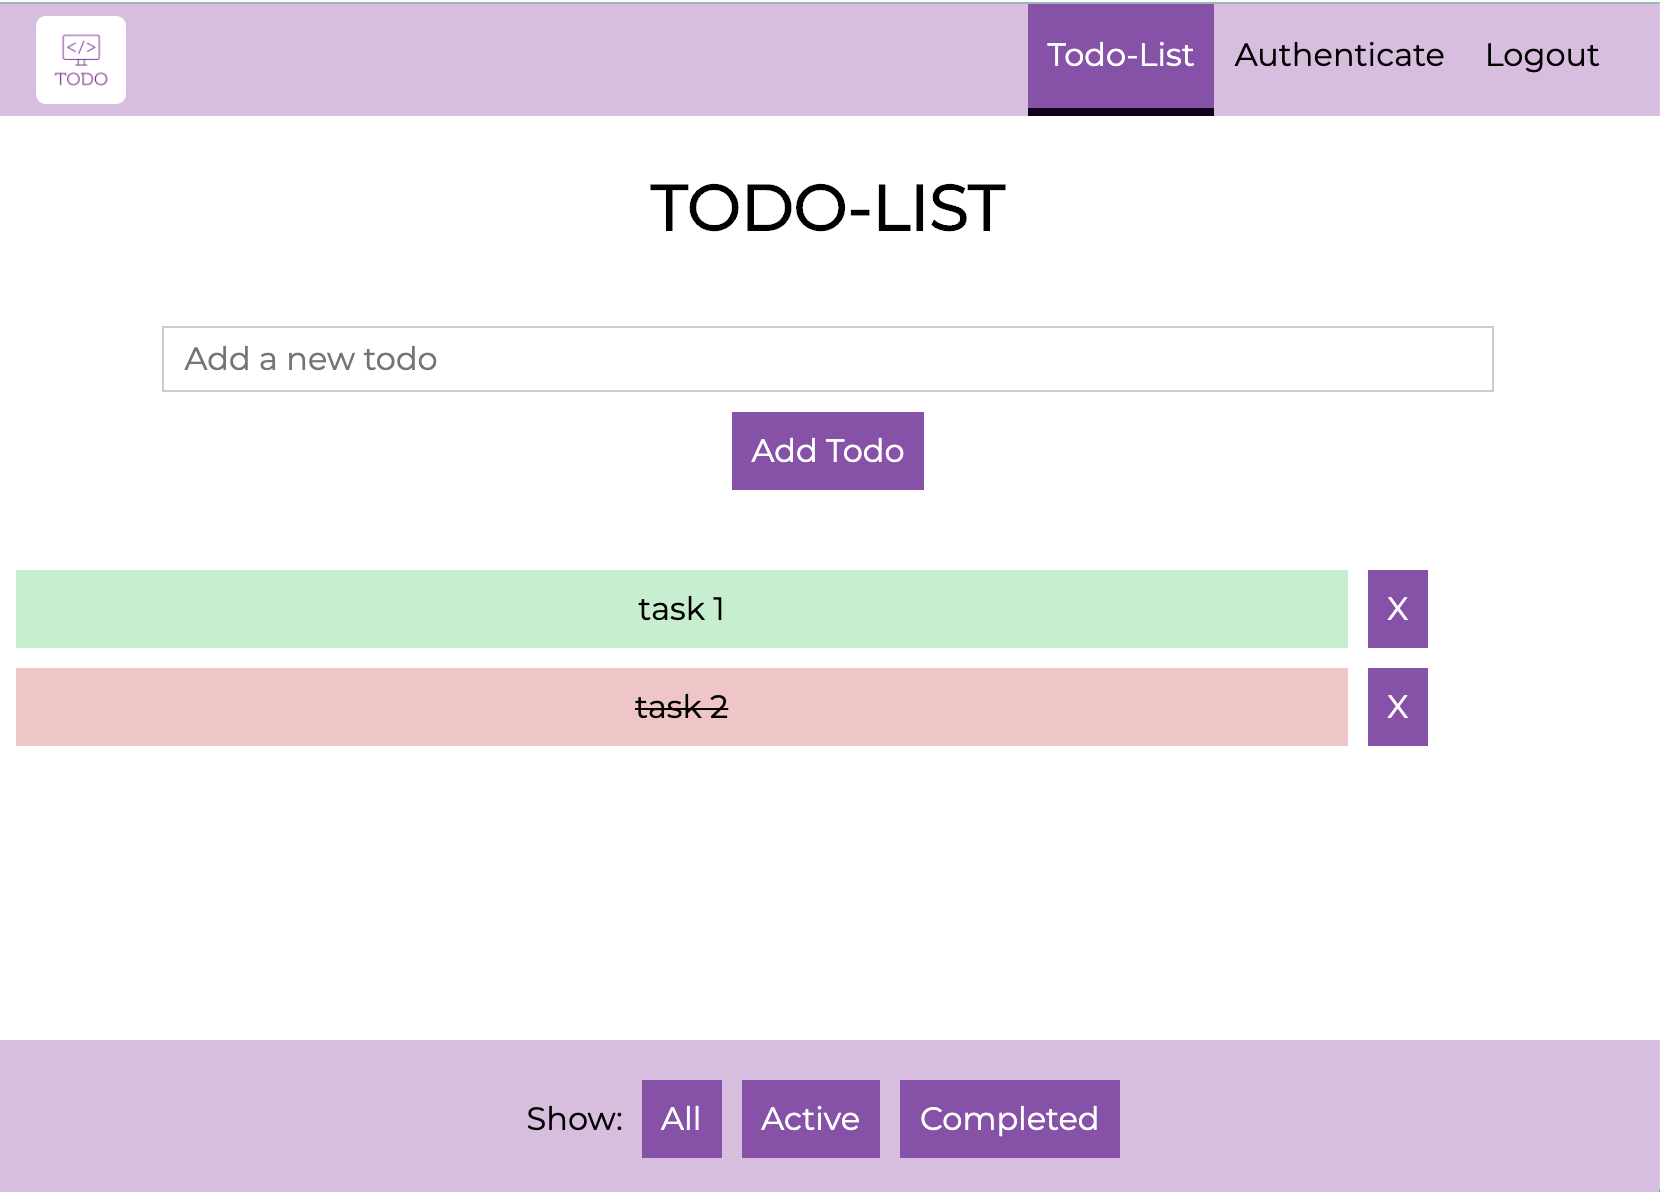 </>
TODO
Todo-List Authenticate Logout
TODO-LIST
Add a new todo
Add Todo
task 1 X
task 2 X
Show: All Active Completed